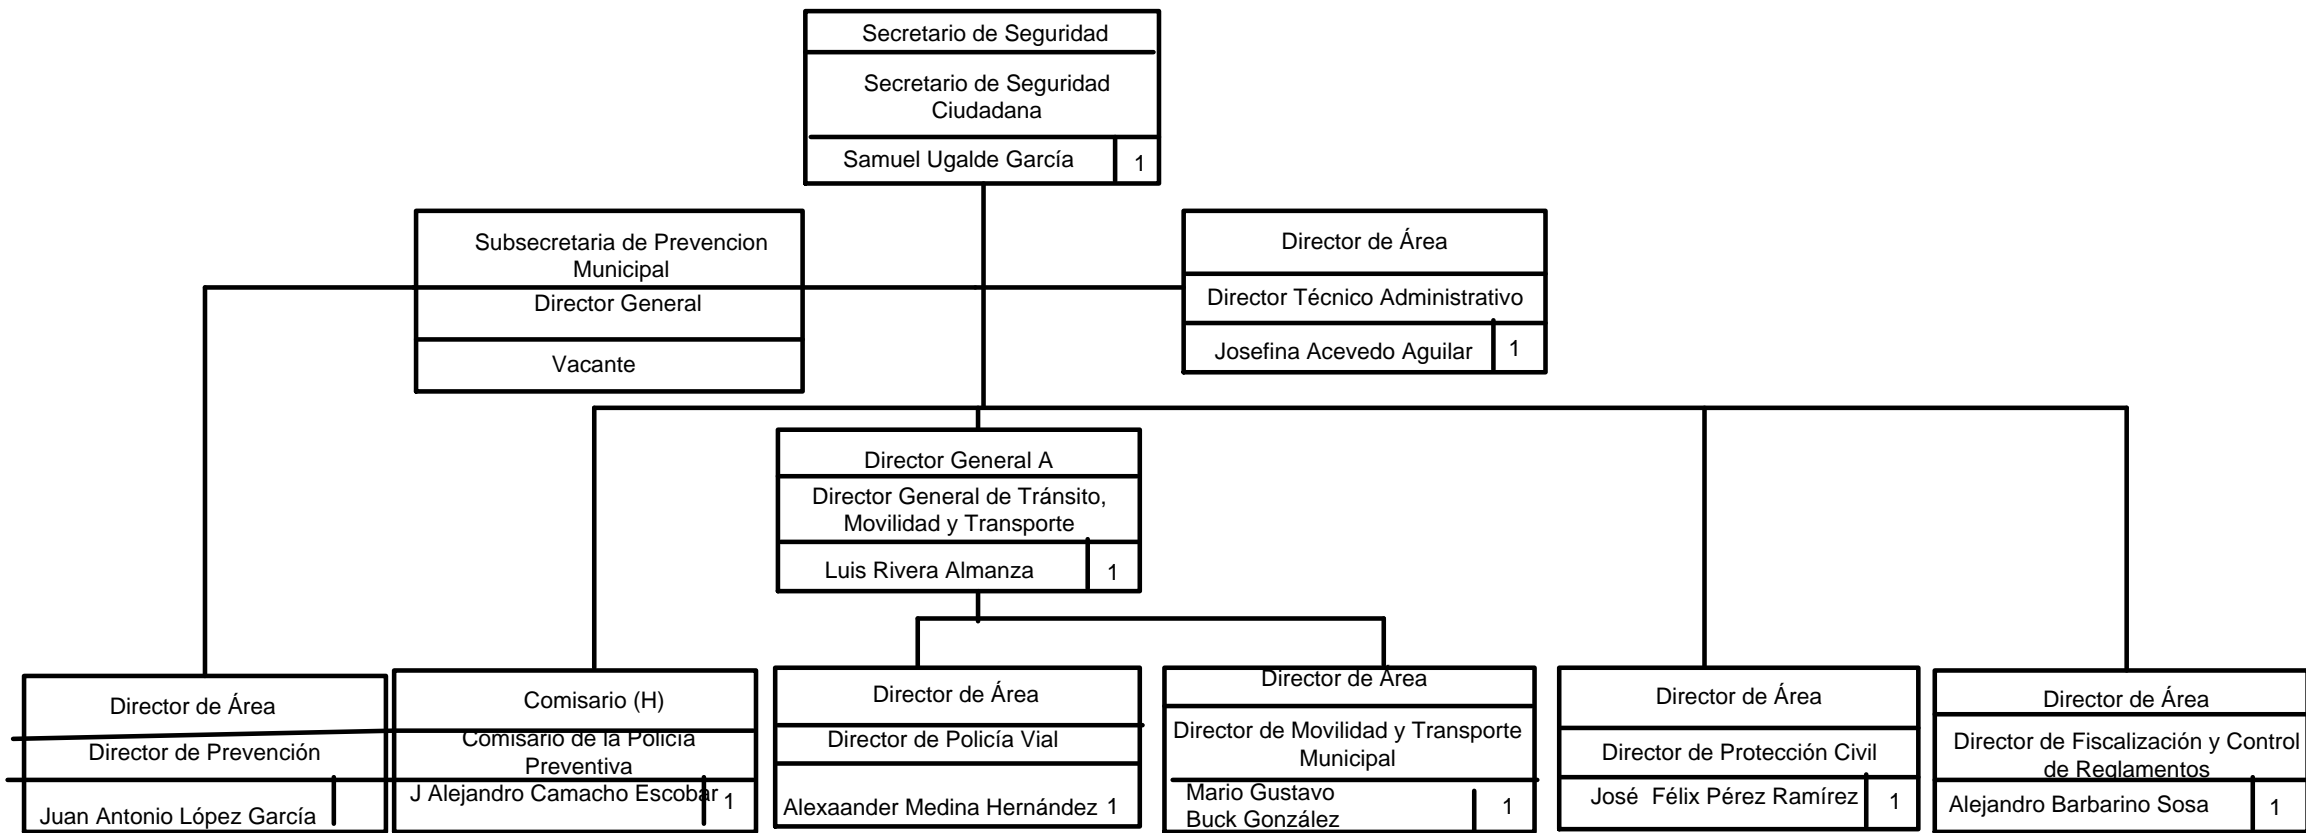 Secretario de Seguridad
Secretario de Seguridad
Ciudadana
Samuel Ugalde García 1
Subsecretaria de Prevencion
Municipal
Director General
Vacante
Director de Área
Director Técnico Administrativo
Josefina Acevedo Aguilar 1
Director General A
Director General de Tránsito,
Movilidad y Transporte
Luis Rivera Almanza 1
Director de Área
Director de Prevención
Juan Antonio López García
Comisario (H)
Comisario de la Policía
Preventiva
J Alejandro Camacho Escobar 1
Director de Área
Director de Policía Vial
Alexaander Medina Hernández 1
Director de Área
Director de Movilidad y Transporte
Municipal
Mario Gustavo
Buck González 1
Director de Área
Director de Protección Civil
José Félix Pérez Ramírez 1
Director de Área
Director de Fiscalización y Control
de Reglamentos
Alejandro Barbarino Sosa 1